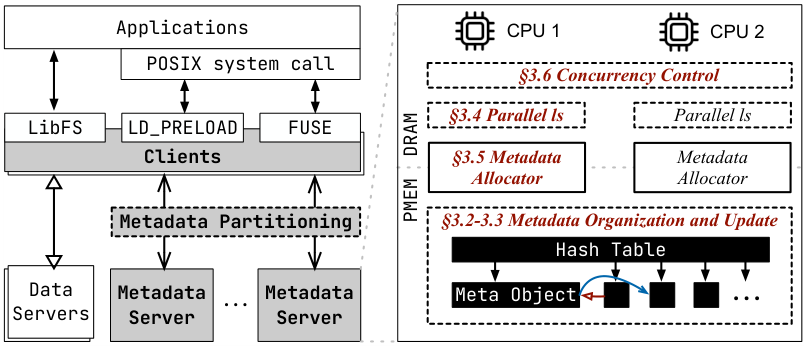 Applications
POSIX system call
LibFS
LD_PRELOAD
FUSE
Clients
Metadata Partitioning
Data
Servers
Metadata
Server
...
Metadata
Server
CPU 1
CPU 2
§3.6 Concurrency Control
DRAM
§3.4 Parallel ls
Parallel ls
§3.5 Metadata
Allocator
Metadata
Allocator
PMEM
§3.2-3.3 Metadata Organization and Update
Hash Table
Meta Object
...